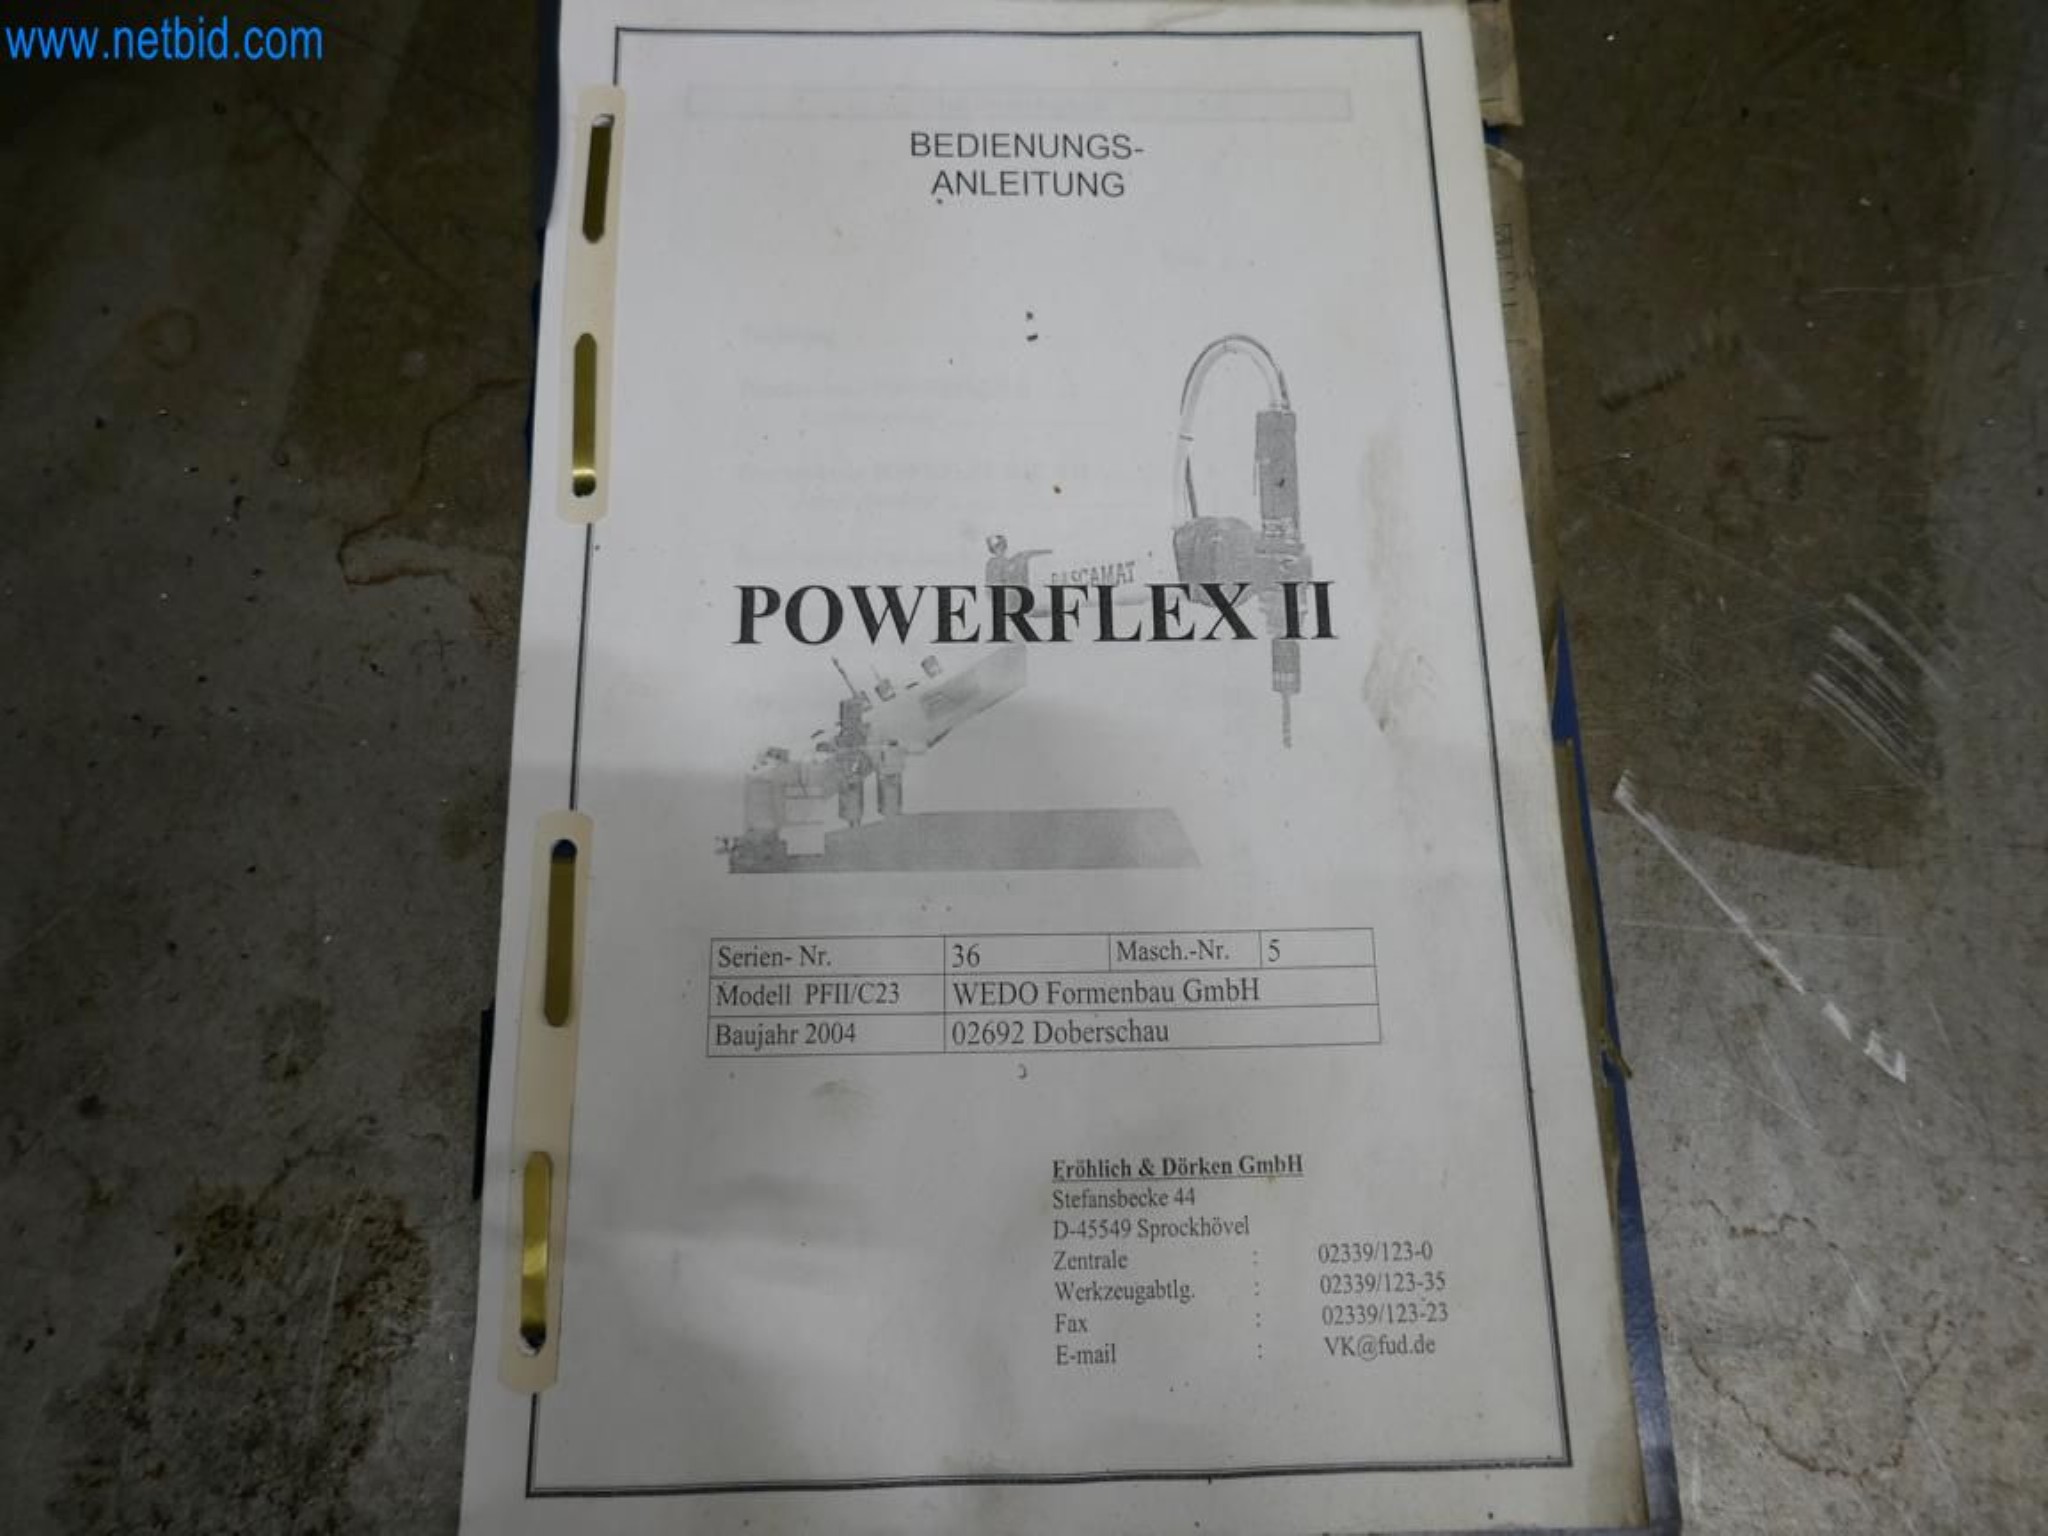 www.netbid.com
BEDIENUNGS-
ANLEITUNG
POWERFLEX II
Serien- Nr. 36 Masch.-Nr. 5
Modell PFII/C23 WEDO Formenbau GmbH
Baujahr 2004 02692 Doberschau
Fröhlich & Dörken GmbH
Stefansbecke 44
D-45549 Sprockhövel
Zentrale : 02339/123-0
Werkzeugabtlg. : 02339/123-35
Fax : 02339/123-23
E-mail : VK@fud.de